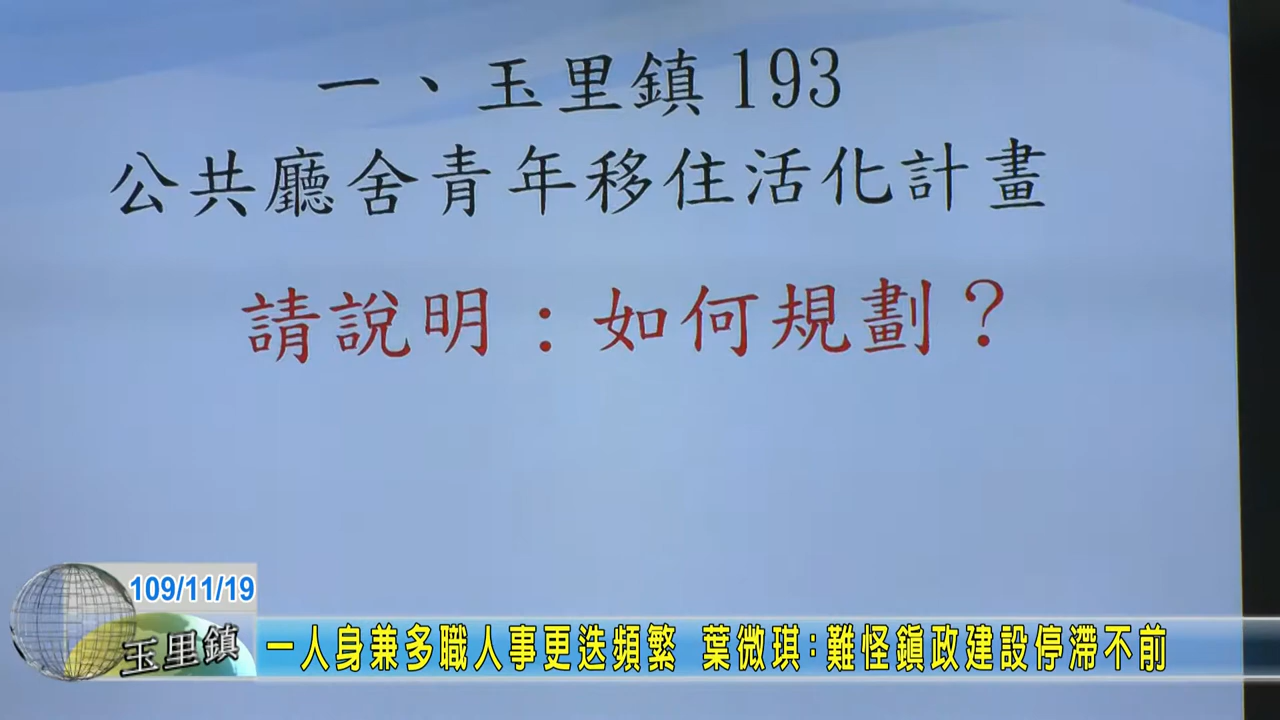 一、玉里鎮193
公共廳舍青年移住活化計畫
請說明：如何規劃？
109/11/19
玉里鎮
一人身兼多職人事更迭頻繁 葉微琪:難怪鎮政建設停滯不前